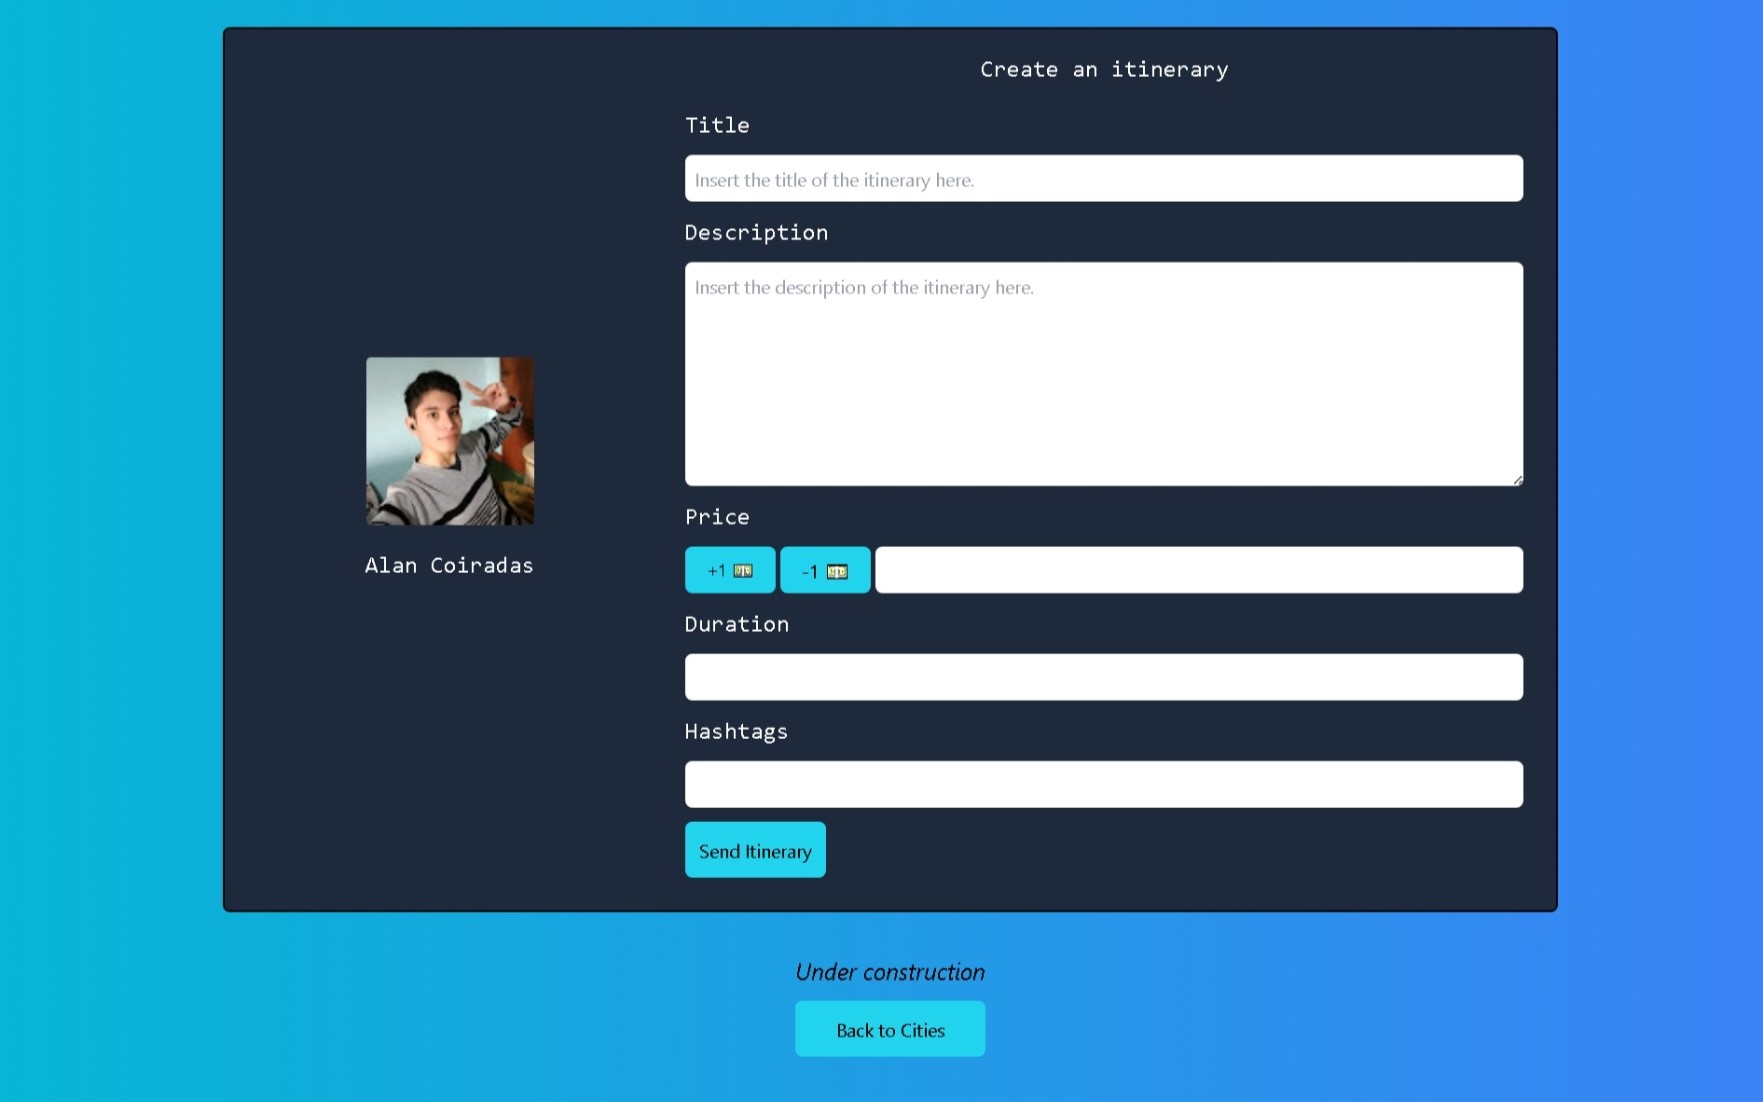 Create an itinerary
Title
Insert the title of the itinerary here.
Description
Insert the description of the itinerary here.
Alan Coiradas
Price
+1 💵 -1 💵
Duration
Hashtags
Send Itinerary
Under construction
Back to Cities